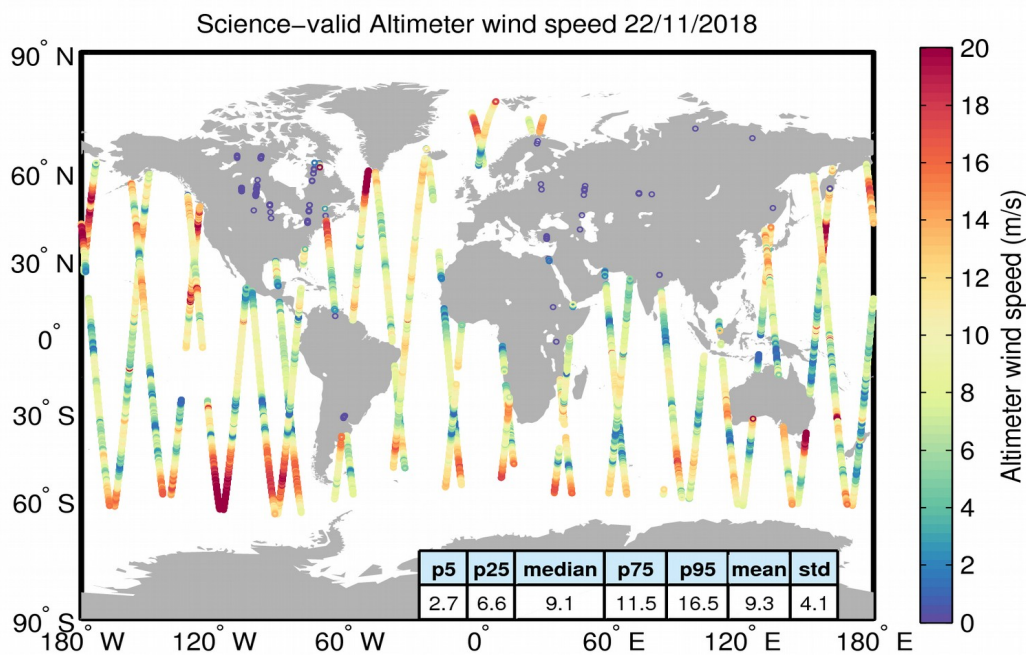 Science−valid Altimeter wind speed 22/11/2018
90° N
60° N
30° N
0°
30° S
60° S
90° S
180° W
120° W
60° W
0°
60° E
120° E
180° E
p5 p25 median p75 p95 mean std
2.7 6.6 9.1 11.5 16.5 9.3 4.1
20
18
16
14
12
10
8
6
4
2
0
Altimeter wind speed (m/s)